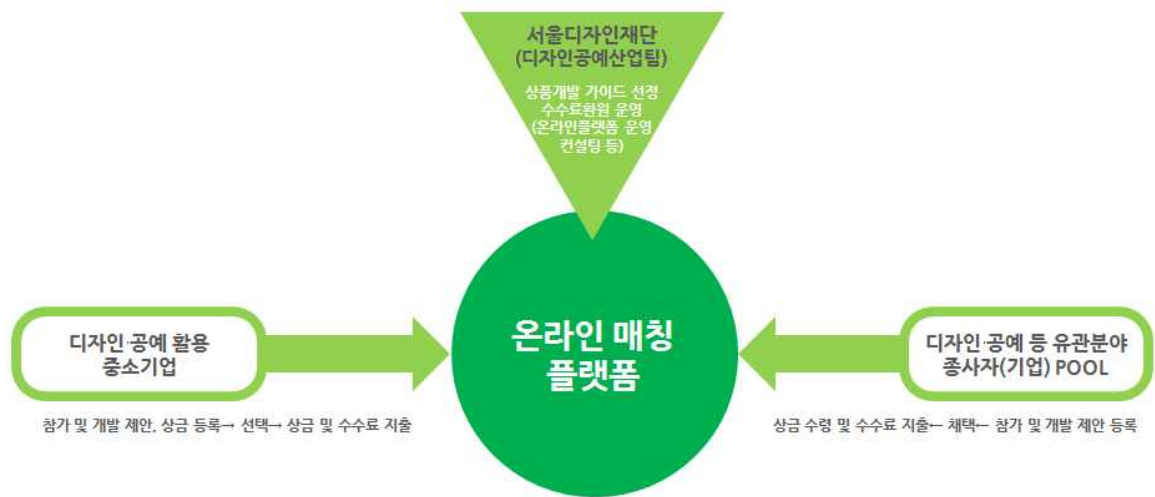 서울디자인재단
(디자인공예산업팀)
상품개발 가이드 선정
수수료환원 운영
(온라인플랫폼 운영
컨설팅 등)
온라인 매칭
플랫폼
디자인·공예 활용
중소기업
참가 및 개발 제안, 상금 등록→ 선택→ 상금 및 수수료 지출
디자인·공예 등 유관분야
종사자(기업) POOL
상금 수령 및 수수료 지출← 채택← 참가 및 개발 제안 등록